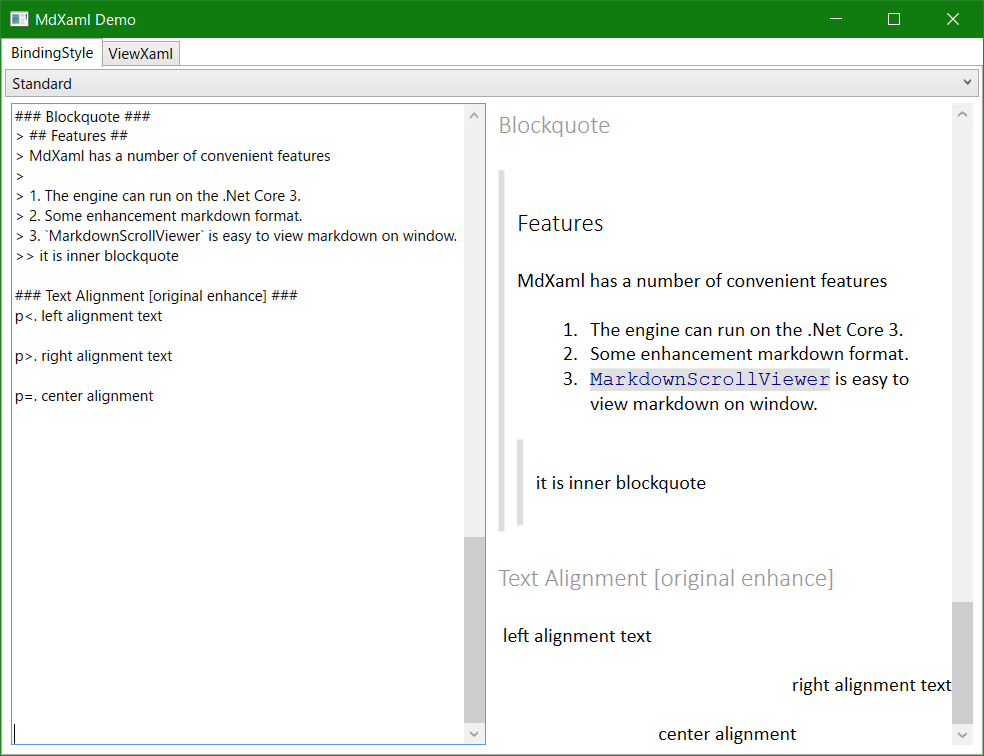 MdXaml Demo
BindingStyle ViewXaml
Standard
### Blockquote ###
> ## Features ##
> MdXaml has a number of convenient features
>
> 1. The engine can run on the .Net Core 3.
> 2. Some enhancement markdown format.
> 3. `MarkdownScrollViewer` is easy to view markdown on window.
>> it is inner blockquote
### Text Alignment [original enhance] ###
p<. left alignment text
p>. right alignment text
p=. center alignment
Blockquote
Features
MdXaml has a number of convenient features
1. The engine can run on the .Net Core 3.
2. Some enhancement markdown format.
3. MarkdownScrollViewer is easy to
view markdown on window.
it is inner blockquote
Text Alignment [original enhance]
left alignment text
right alignment text
center alignment